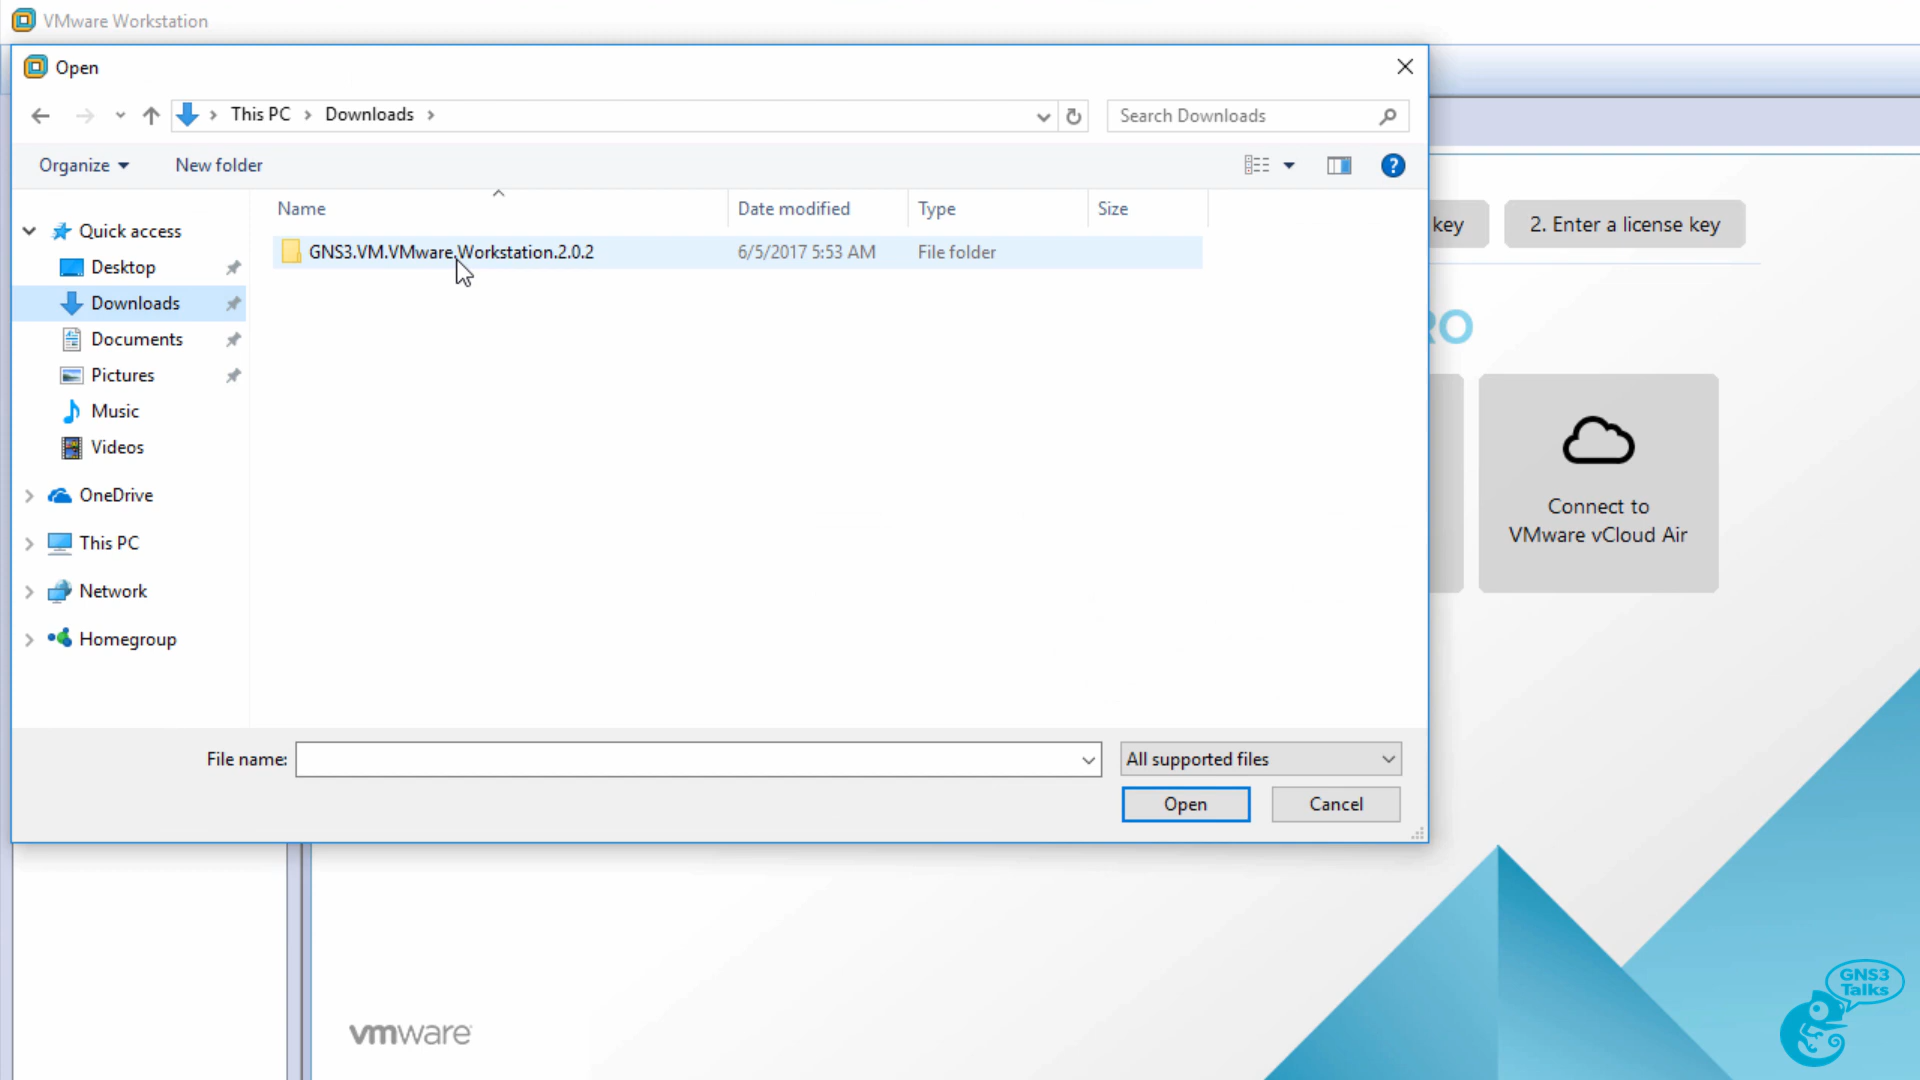 VMware Workstation
Open
This PC
Downloads
Search Downloads
Organize
New folder
Name
Date modified
Type
Size
GNS3.VM.VMware.Workstation.2.0.2
6/5/2017 5:53 AM
File folder
Quick access
Desktop
Downloads
Documents
Pictures
Music
Videos
OneDrive
This PC
Network
Homegroup
key
2. Enter a license key
RO
Connect to
VMware vCloud Air
File name:
All supported files
Open
Cancel
vmware
GNS3
Talks